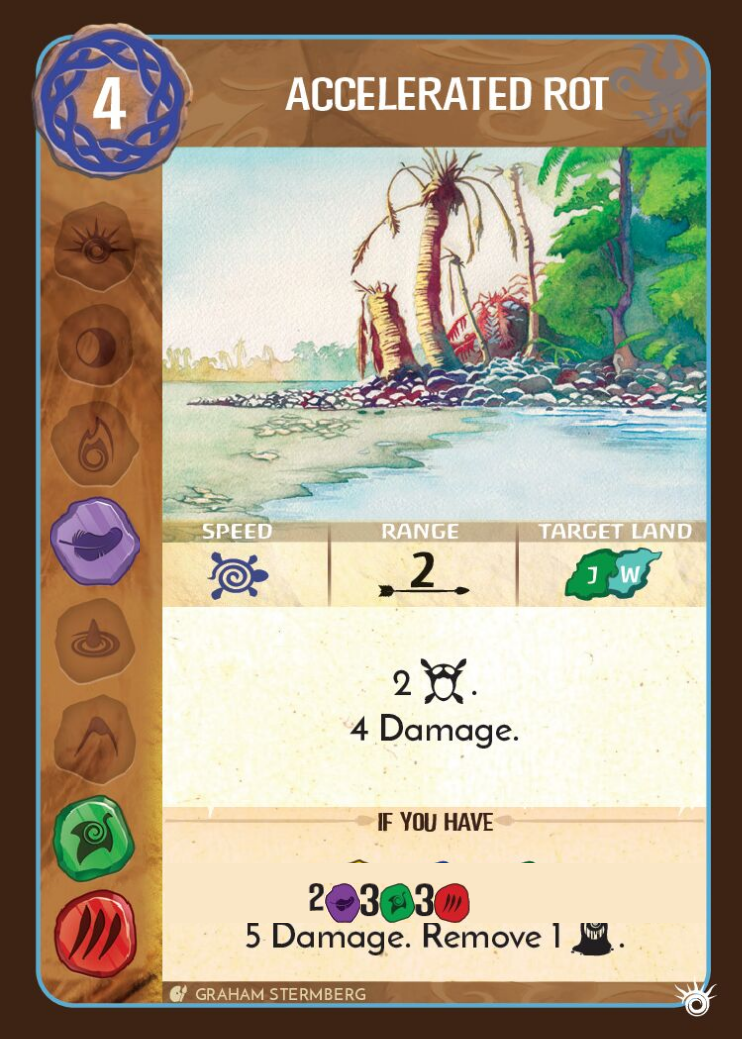 4
ACCELERATED ROT
SPEED RANGE TARGET LAND
2 J W
2 .
4 Damage.
IF YOU HAVE
2 3 3
5 Damage. Remove 1 .
GRAHAM STERMBERG